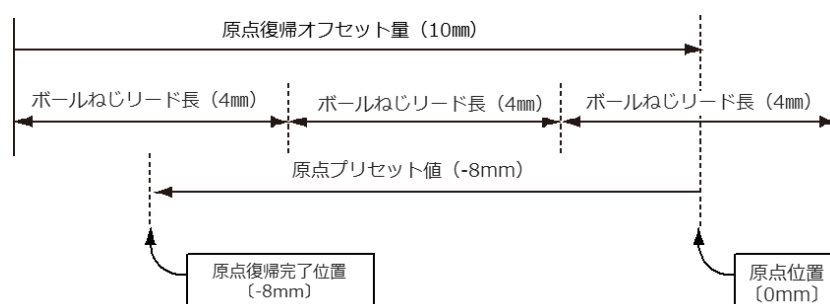 原点復帰オフセット量（10㎜）
ボールねじリード長（4㎜）
ボールねじリード長（4㎜）
ボールねじリード長（4㎜）
原点プリセット値（-8mm）
原点復帰完了位置
〔-8mm〕
原点位置
〔0mm〕